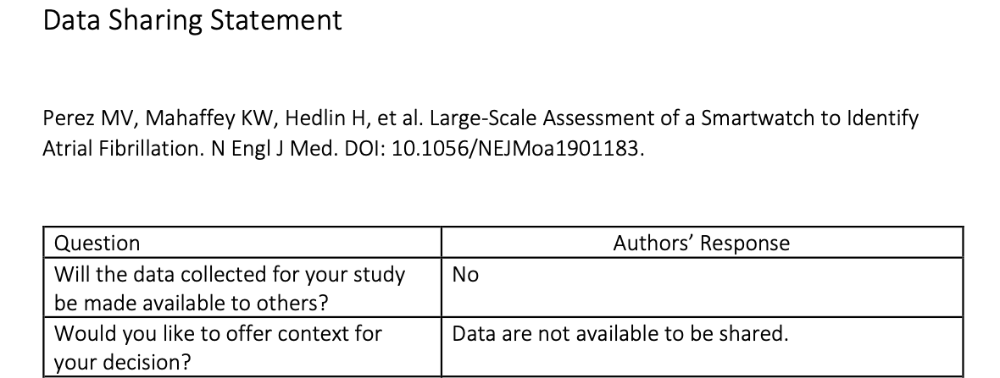 Data Sharing Statement
Perez MV, Mahaffey KW, Hedlin H, et al. Large-Scale Assessment of a Smartwatch to Identify
Atrial Fibrillation. N Engl J Med. DOI: 10.1056/NEJMoa1901183.
Question
Authors’ Response
Will the data collected for your study
be made available to others?
No
Would you like to offer context for
your decision?
Data are not available to be shared.